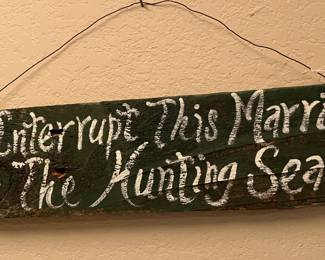 Interrupt This Marri
The Hunting Sea